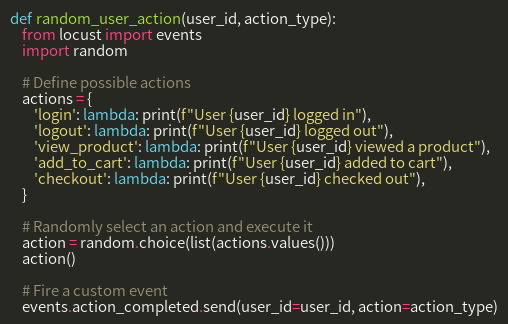 def random_user_action(user_id, action_type):
    from locust import events
    import random

    # Define possible actions
    actions = {
        'login': lambda: print(f"User {user_id} logged in"),
        'logout': lambda: print(f"User {user_id} logged out"),
        'view_product': lambda: print(f"User {user_id} viewed a product"),
        'add_to_cart': lambda: print(f"User {user_id} added to cart"),
        'checkout': lambda: print(f"User {user_id} checked out"),
    }

    # Randomly select an action and execute it
    action = random.choice(list(actions.values()))
    action()

    # Fire a custom event
    events.action_completed.send(user_id=user_id, action=action_type)